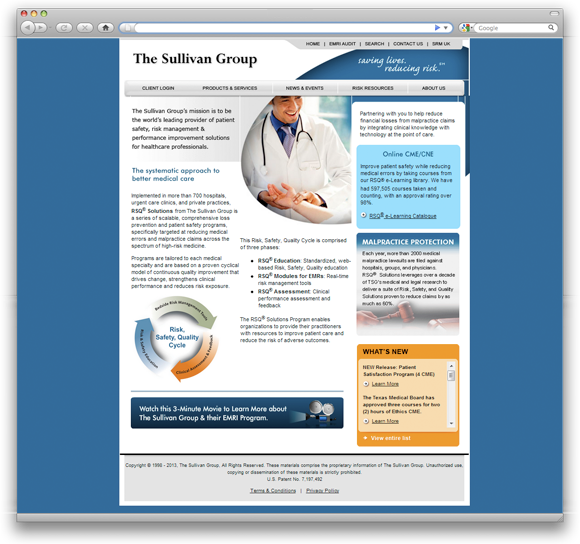 Google
HOME | EMRI AUDIT | SEARCH | CONTACT US | SRM UK
The Sullivan Group
saving lives.
reducing risk.℠
CLIENT LOGIN
PRODUCTS & SERVICES
NEWS & EVENTS
RISK RESOURCES
ABOUT US
The Sullivan Group's mission is to be
the world's leading provider of patient
safety, risk management &
performance improvement solutions
for healthcare professionals.
The systematic approach to
better medical care
Implemented in more than 700 hospitals,
urgent care clinics, and private practices,
RSQ® Solutions from The Sullivan Group is
a series of scalable, comprehensive loss
prevention and patient safety programs,
specifically targeted at reducing medical
errors and malpractice claims across the
spectrum of high-risk medicine.
Programs are tailored to each medical
specialty and are based on a proven cyclical
model of continuous quality improvement that
drives change, strengthens clinical
performance and reduces risk exposure.
Bedside Risk Management Tools
Risk & Safety Education
Clinical Assessment & Feedback
Risk,
Safety, Quality
Cycle
This Risk, Safety, Quality Cycle is comprised
of three phases:
• RSQ® Education: Standardized, web-
based Risk, Safety, Quality education
• RSQ® Modules for EMRs: Real-time
risk management tools
• RSQ® Assessment: Clinical
performance assessment and
feedback
The RSQ® Solutions Program enables
organizations to provide their practitioners
with resources to improve patient care and
reduce the risk of adverse outcomes.
Watch this 3-Minute Movie to Learn More about
The Sullivan Group & their EMRI Program.
Partnering with you to help reduce
financial losses from malpractice claims
by integrating clinical knowledge with
technology at the point of care.
Online CME/CNE
Improve patient safety while reducing
medical errors by taking courses from
our RSQ® e-Learning library. We have
had 597,505 courses taken and
counting, with an approval rating over
98%.
RSQ® e-Learning Catalogue
MALPRACTICE PROTECTION
Each year, more than 2000 medical
malpractice lawsuits are filed against
hospitals, groups, and physicians.
RSQ® Solutions leverages over a decade
of TSG's medical and legal research to
deliver a suite of Risk, Safety, and Quality
Solutions proven to reduce claims by as
much as 60%.
WHAT'S NEW
NEW Release: Patient
Satisfaction Program (4 CME)
Learn More
The Texas Medical Board has
approved three courses for two
(2) hours of Ethics CME.
Learn More
View entire list
Copyright © 1986 - 2013, The Sullivan Group, All Rights Reserved. These materials comprise the proprietary information of The Sullivan Group. Unauthorized use,
copying or dissemination of these materials is strictly prohibited.
U.S. Patent No. 7,197,492
Terms & Conditions | Privacy Policy